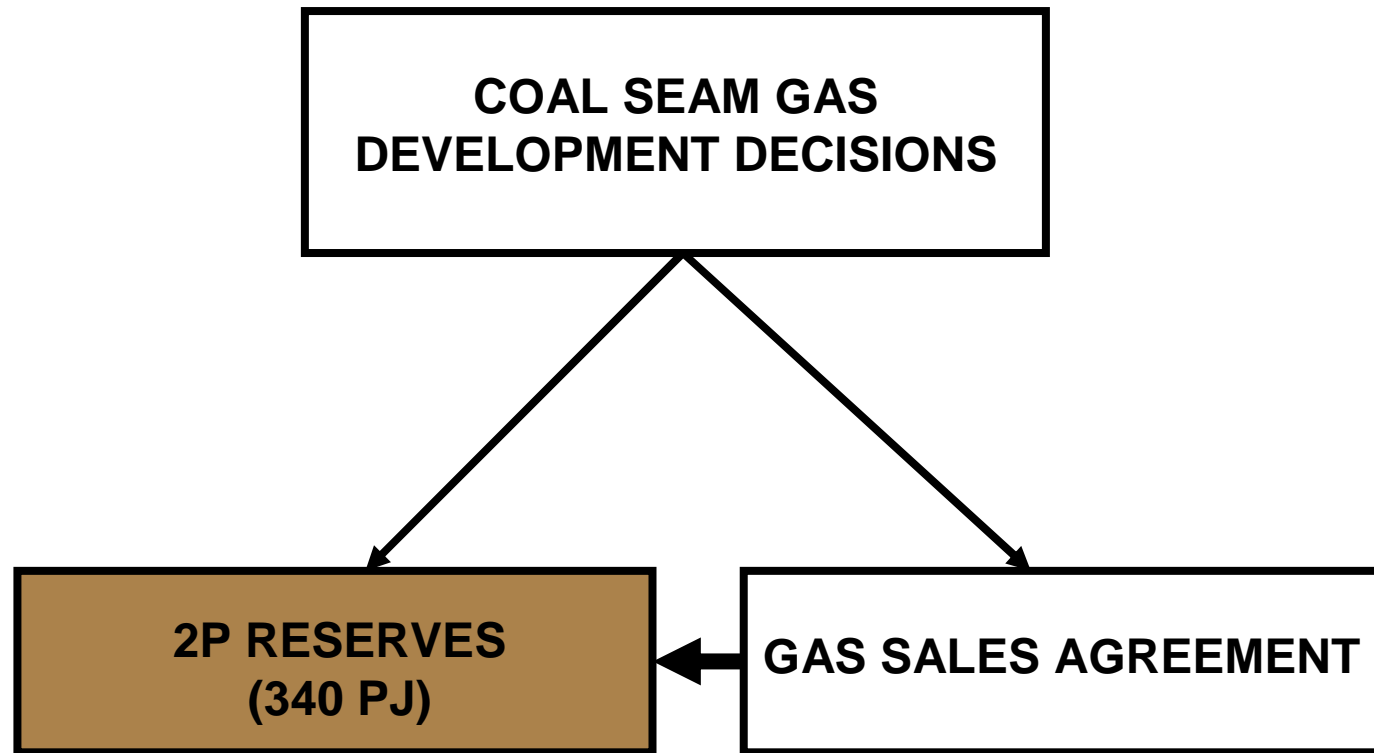 COAL SEAM GAS
DEVELOPMENT DECISIONS
2P RESERVES
(340 PJ)
GAS SALES AGREEMENT